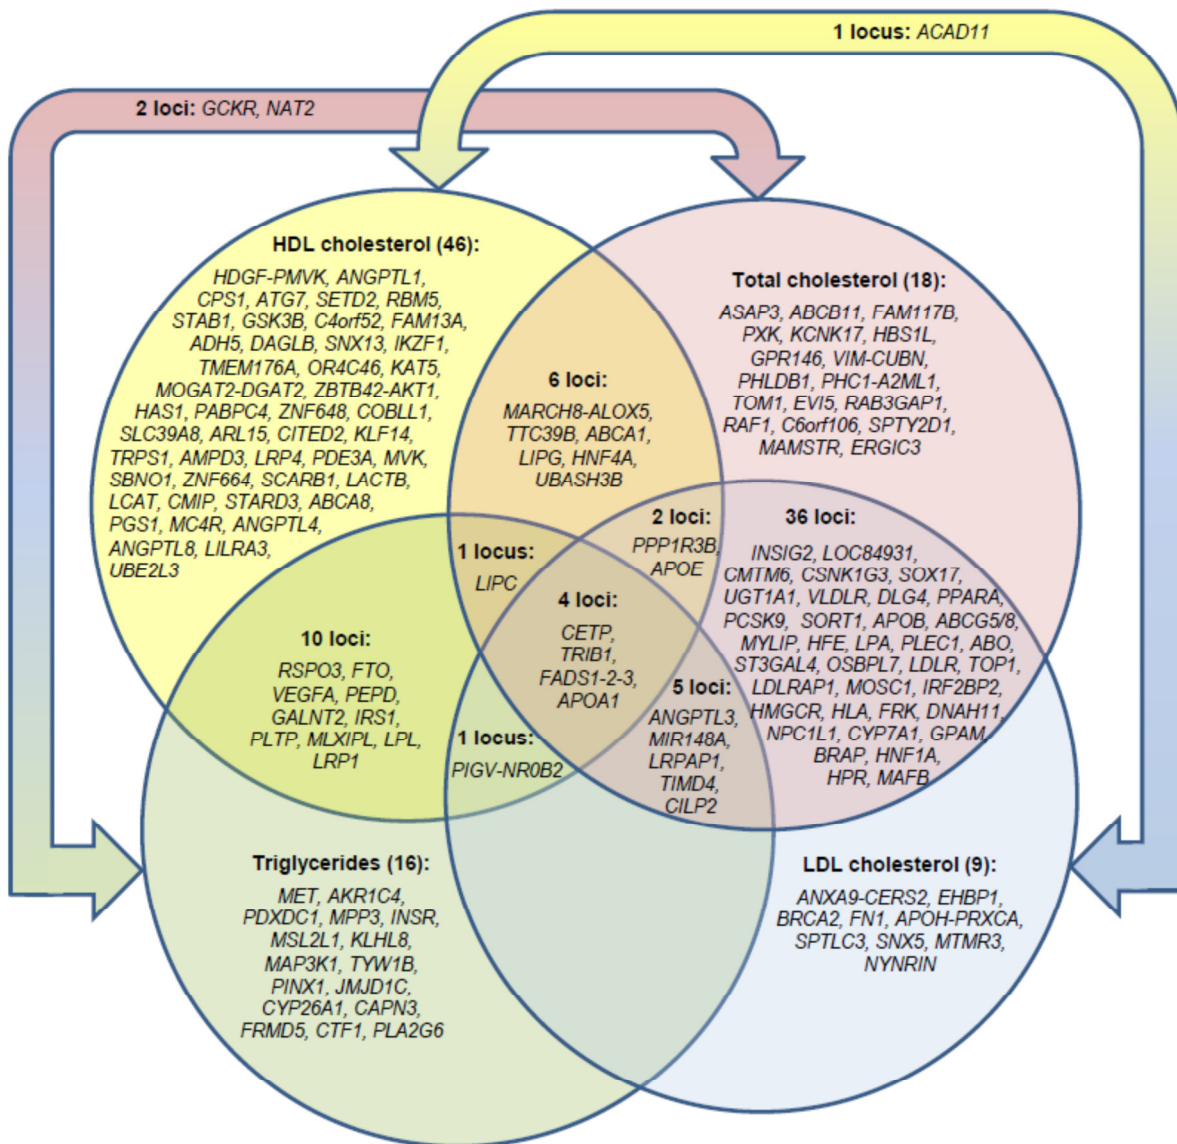 1 locus: ACAD11
2 loci: GCKR, NAT2
HDL cholesterol (46):
HDGF-PMVK, ANGPTL1,
CPS1, ATG7, SETD2, RBM5,
STAB1, GSK3B, C4orf52, FAM13A,
ADH5, DAGLB, SNX13, IKZF1,
TMEM176A, OR4C46, KAT5,
MOGAT2-DGAT2, ZBTB42-AKT1,
HAS1, PABPC4, ZNF648, COBLL1,
SLC39A8, ARL15, CITED2, KLF14,
TRPS1, AMPD3, LRP4, PDE3A, MVK,
SBNO1, ZNF664, SCARB1, LACTB,
LCAT, CMIP, STARD3, ABCA8,
PGS1, MC4R, ANGPTL4,
ANGPTL8, LILRA3,
UBE2L3
Total cholesterol (18):
ASAP3, ABCB11, FAM117B,
PXK, KCNK17, HBS1L,
GPR146, VIM-CUBN,
PHLDB1, PHC1-A2ML1,
TOM1, EVI5, RAB3GAP1,
RAF1, C6orf106, SPTY2D1,
MAMSTR, ERGIC3
6 loci:
MARCH8-ALOX5,
TTC39B, ABCA1,
LIPG, HNF4A,
UBASH3B
2 loci:
PPP1R3B,
APOE
36 loci:
INSIG2, LOC84931,
CMTM6, CSNK1G3, SOX17,
UGT1A1, VLDLR, DLG4, PPARA,
PCSK9, SORT1, APOB, ABCG5/8,
MYLIP, HFE, LPA, PLEC1, ABO,
ST3GAL4, OSBPL7, LDLR, TOP1,
LDLRAP1, MOSC1, IRF2BP2,
HMGCR, HLA, FRK, DNAH11,
NPC1L1, CYP7A1, GPAM,
BRAP, HNF1A,
HPR, MAFB
1 locus:
LIPC
4 loci:
CETP,
TRIB1,
FADS1-2-3,
APOA1
10 loci:
RSPO3, FTO,
VEGFA, PEPD,
GALNT2, IRS1,
PLTP, MLXIPL, LPL,
LRP1
5 loci:
ANGPTL3,
MIR148A,
LRPAP1,
TIMD4,
CILP2
1 locus:
PIGV-NR0B2
Triglycerides (16):
MET, AKR1C4,
PDXDC1, MPP3, INSR,
MSL2L1, KLHL8,
MAP3K1, TYW1B,
PINX1, JMJD1C,
CYP26A1, CAPN3,
FRMD5, CTF1, PLA2G6
LDL cholesterol (9):
ANXA9-CERS2, EHBP1,
BRCA2, FN1, APOH-PRXCA,
SPTLC3, SNX5, MTMR3,
NYNRIN